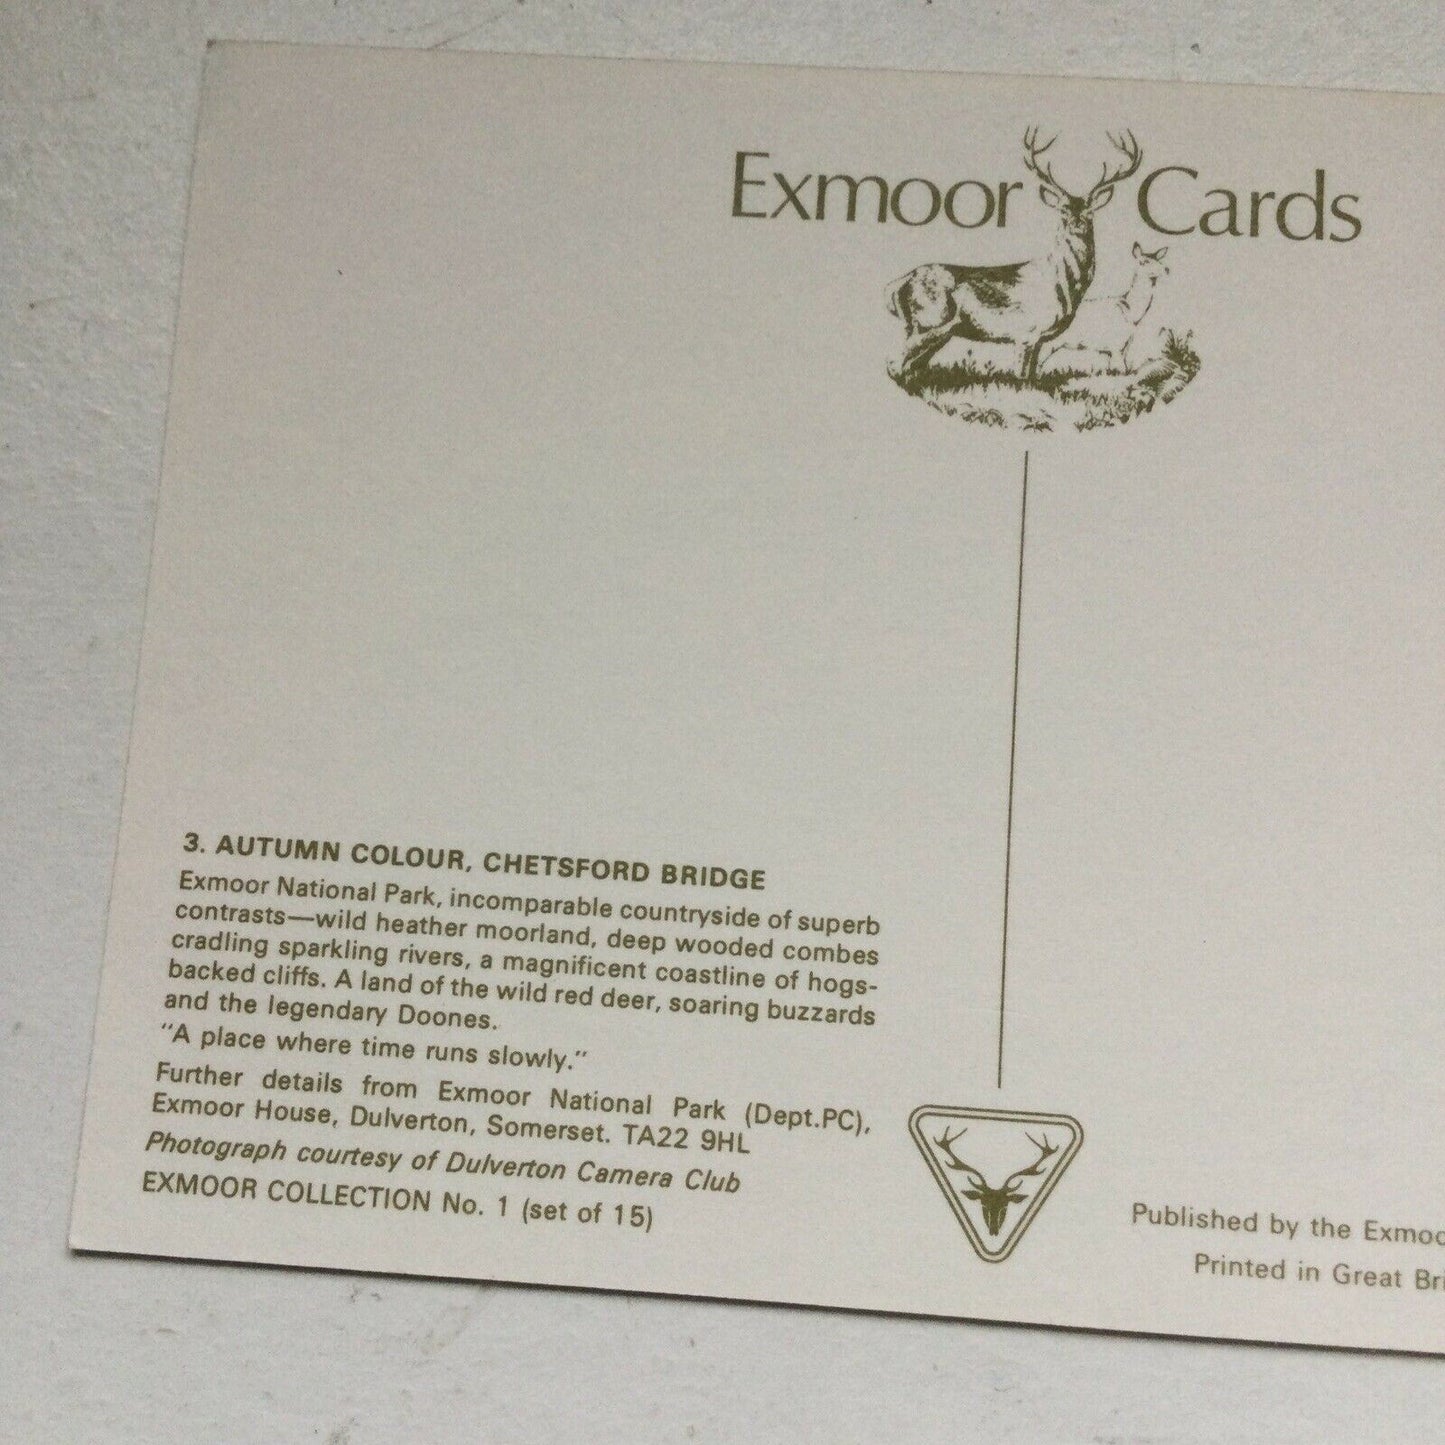 Exmoor Cards
3. AUTUMN COLOUR, CHETSFORD BRIDGE
Exmoor National Park, incomparable countryside of superb
contrasts—wild heather moorland, deep wooded combes
cradling sparkling rivers, a magnificent coastline of hogs-
backed cliffs. A land of the wild red deer, soaring buzzards
and the legendary Doones.
"A place where time runs slowly."
Further details from Exmoor National Park (Dept.PC),
Exmoor House, Dulverton, Somerset. TA22 9HL
Photograph courtesy of Dulverton Camera Club
EXMOOR COLLECTION No. 1 (set of 15)
Published by the
Printed in Great